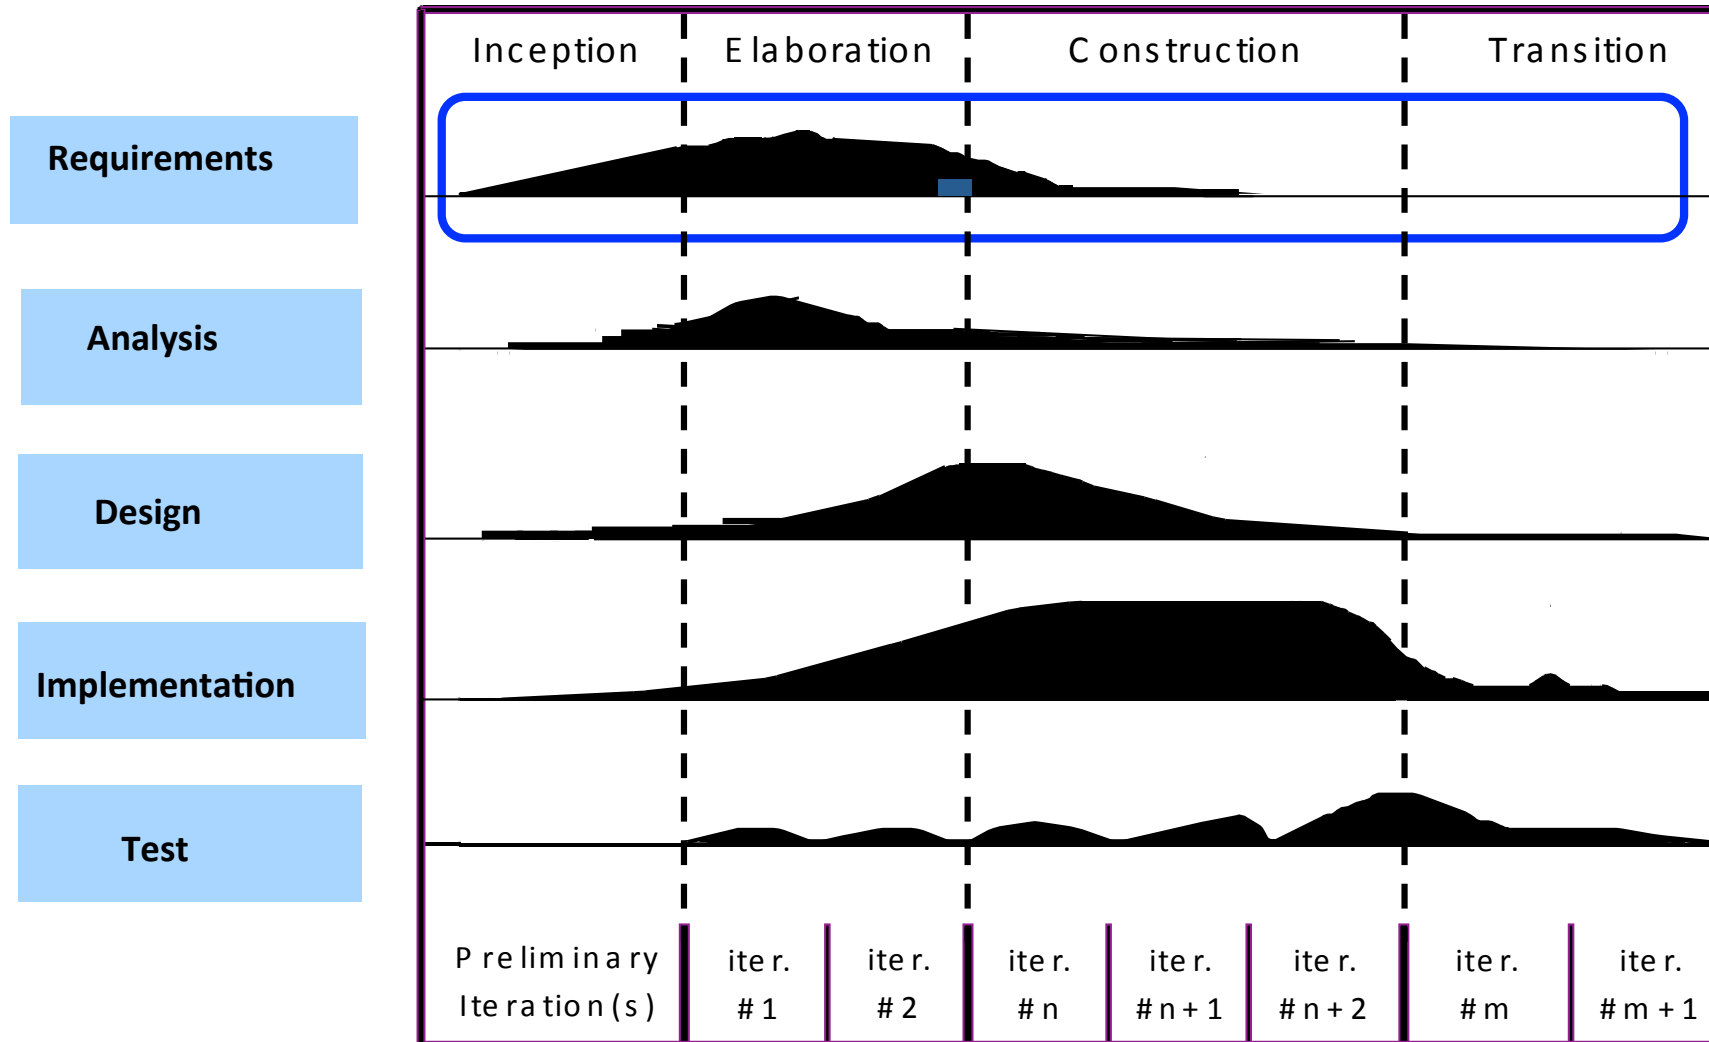 Inception Elaboration Construction Transition
Requirements
Analysis
Design
Implementation
Test
Preliminary iter. iter. iter. iter. iter. iter. iter.
Iteration(s) #1 #2 #n #n+1 #n+2 #m #m+1